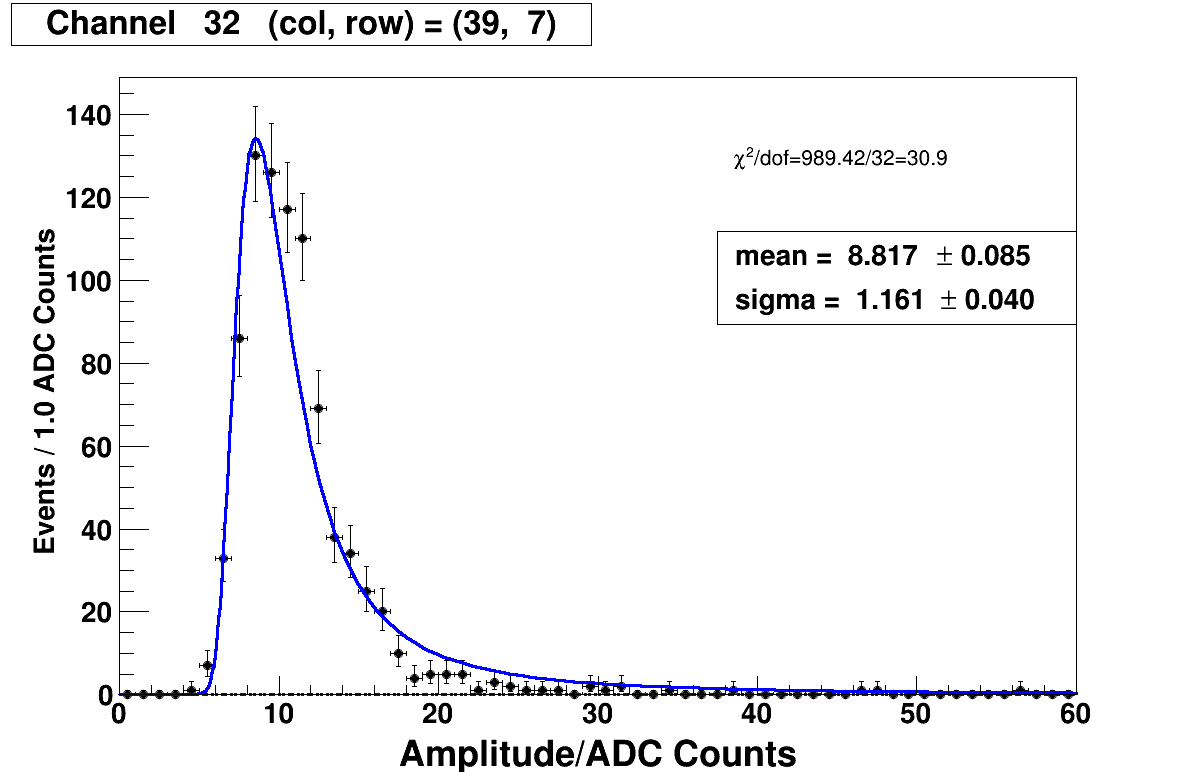 Channel 32 (col, row) = (39, 7)
140
120
100
80
60
40
20
0
Events / 1.0 ADC Counts
χ²/dof=989.42/32=30.9
mean = 8.817 ± 0.085
sigma = 1.161 ± 0.040
0 10 20 30 40 50 60
Amplitude/ADC Counts